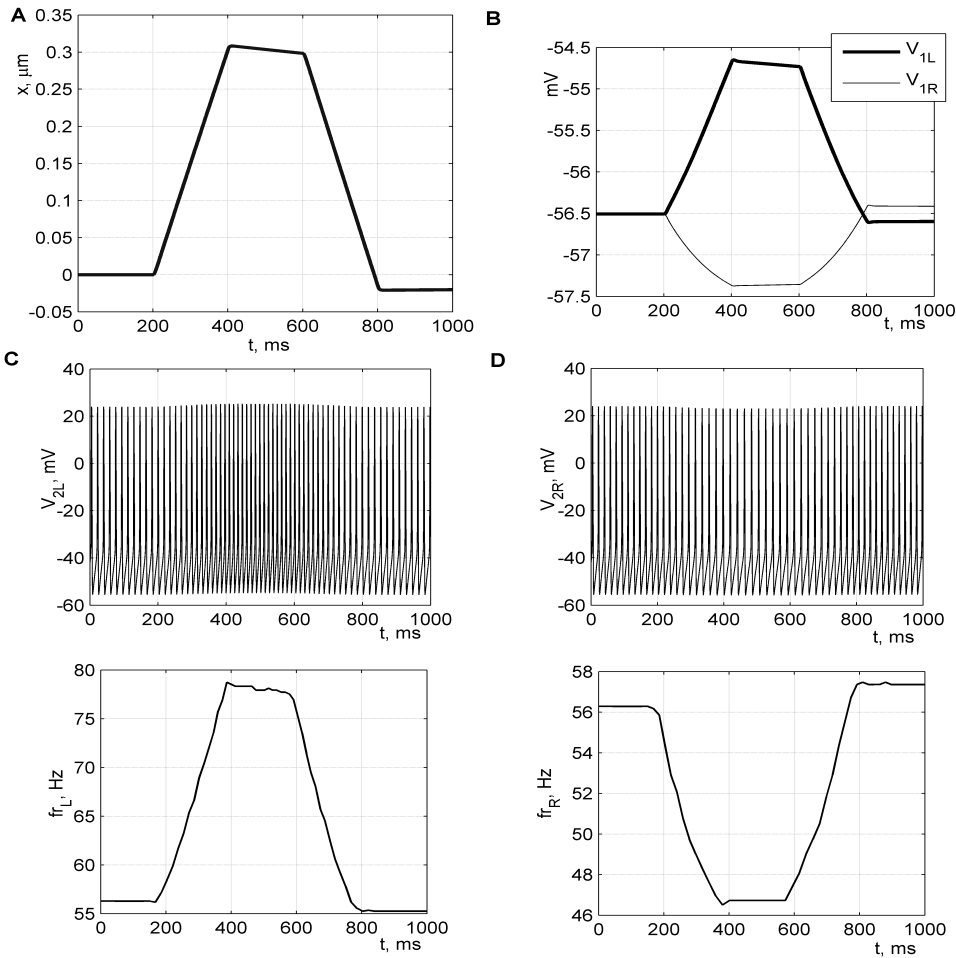 A
0.35
0.3
0.25
0.2
0.15
0.1
0.05
0
-0.05
x, μm
0 200 400 600 800 1000
t, ms
B
-54.5
-55
-55.5
-56
-56.5
-57
-57.5
mV
V1L
V1R
0 200 400 600 800 1000
t, ms
C
40
20
0
-20
-40
-60
V2L, mV
0 200 400 600 800 1000
t, ms
D
40
20
0
-20
-40
-60
V2R, mV
0 200 400 600 800 1000
t, ms
80
75
70
65
60
55
frL, Hz
0 200 400 600 800 1000
t, ms
58
56
54
52
50
48
46
frR, Hz
0 200 400 600 800 1000
t, ms